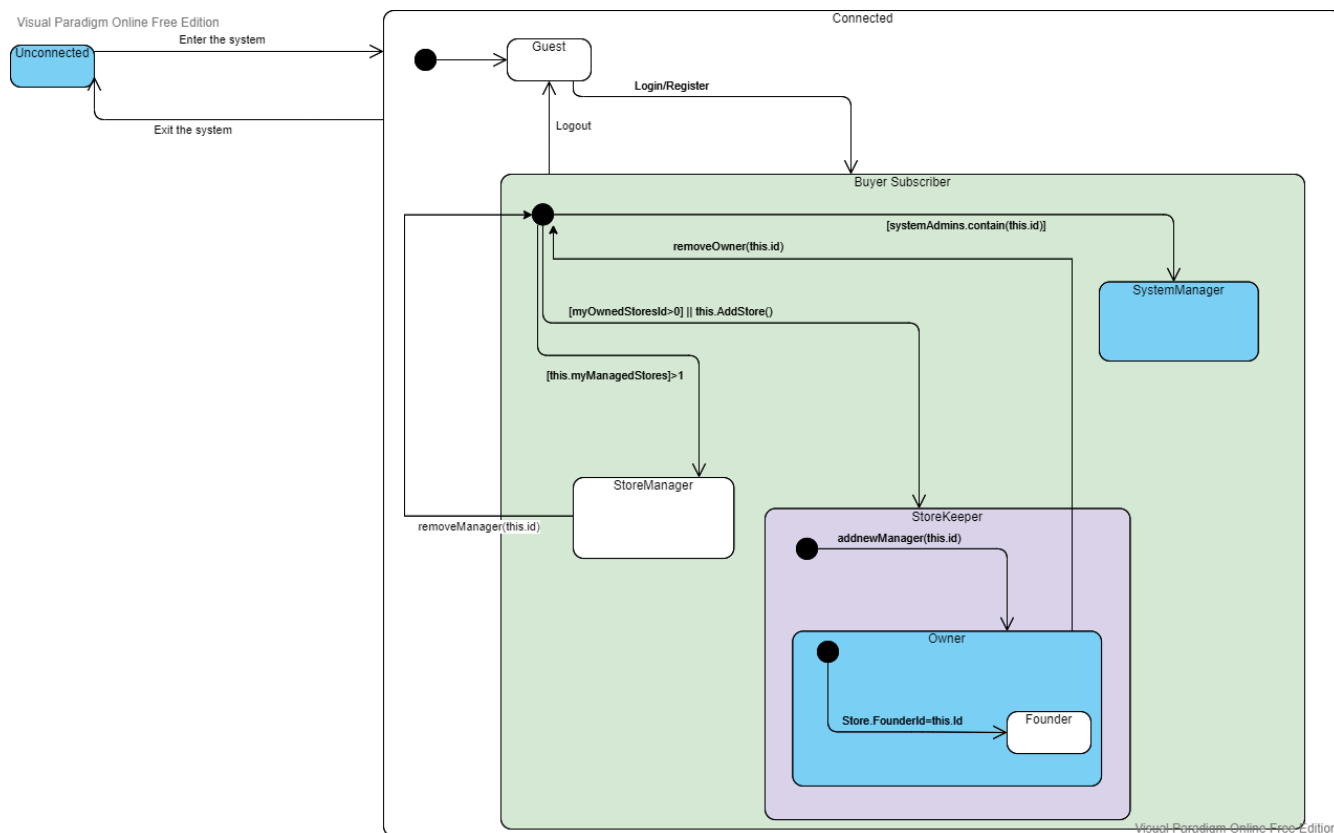 Connected
Visual Paradigm Online Free Edition
Enter the system
Unconnected
Guest
Login/Register
Exit the system
Logout
Buyer Subscriber
[systemAdmins.contain(this.id)]
removeOwner(this.id)
SystemManager
[myOwnedStoresId>0] || this.AddStore()
[this.myManagedStores]>1
StoreManager
StoreKeeper
removeManager(this.id)
addnewManager(this.id)
Owner
Store.FounderId=this.Id
Founder
Visual Paradigm Online Free Edition